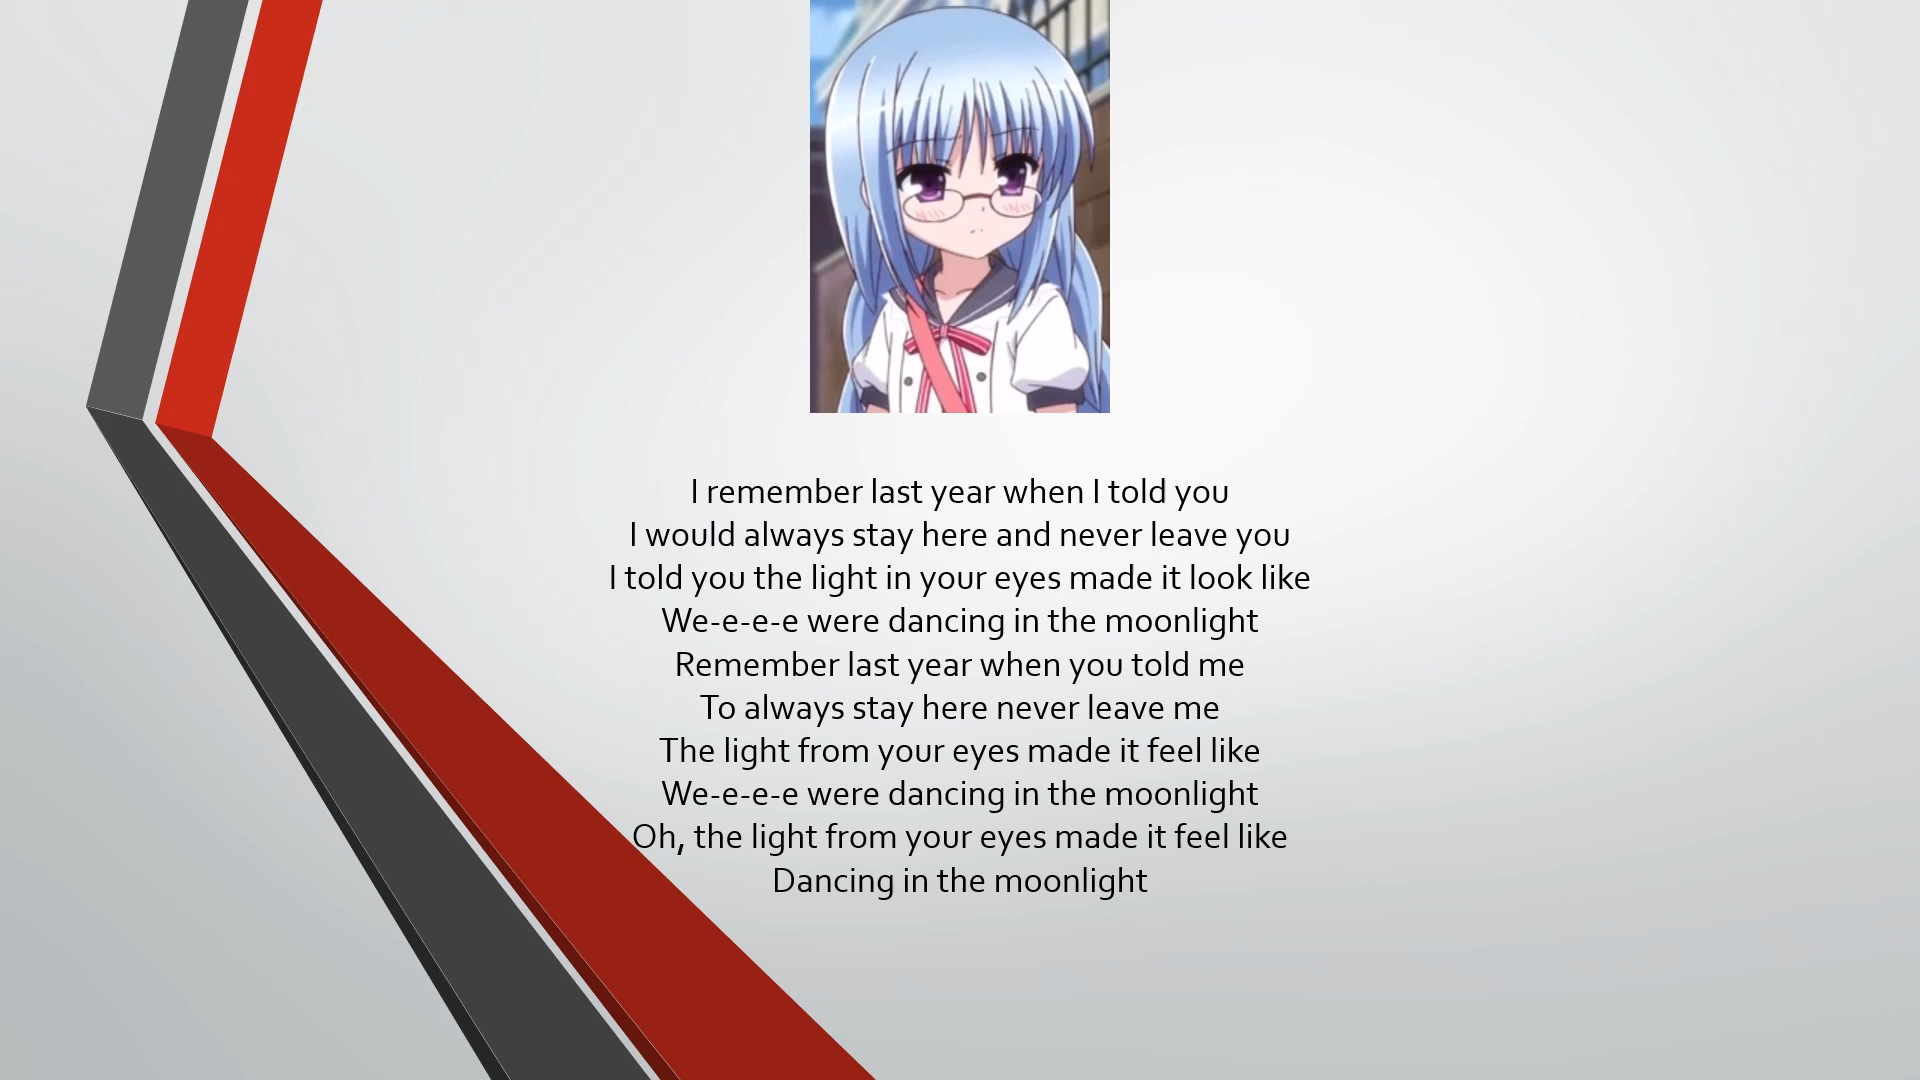 I remember last year when I told you
I would always stay here and never leave you
I told you the light in your eyes made it look like
We-e-e-e were dancing in the moonlight
Remember last year when you told me
To always stay here never leave me
The light from your eyes made it feel like
We-e-e-e were dancing in the moonlight
Oh, the light from your eyes made it feel like
Dancing in the moonlight